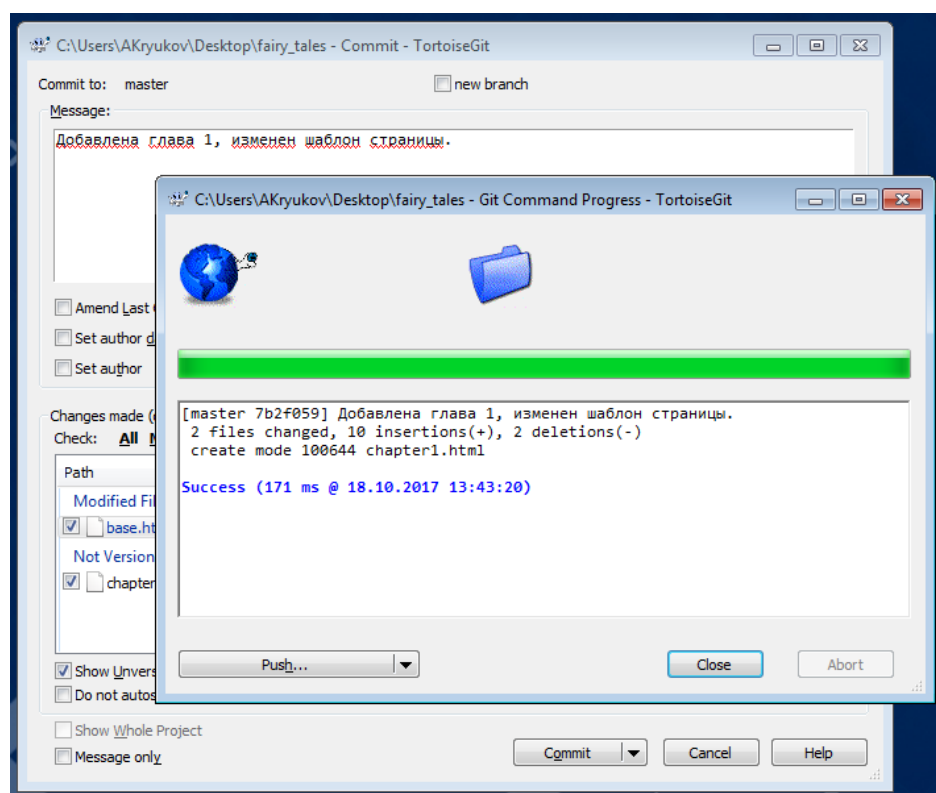 C:\Users\AKryukov\Desktop\fairy_tales - Commit - TortoiseGit
Commit to: master
new branch
Message:
Добавлена глава 1, изменен шаблон страницы.
C:\Users\AKryukov\Desktop\fairy_tales - Git Command Progress - TortoiseGit
Amend Last
Set author
Set author
[master 7b2f059] Добавлена глава 1, изменен шаблон страницы.
2 files changed, 10 insertions(+), 2 deletions(-)
create mode 100644 chapter1.html
Success (171 ms @ 18.10.2017 13:43:20)
Changes made
Check: All
Path
Modified Fil
base.ht
Not Version
chapter
Push...
Close
Abort
Show Unvers
Do not autos
Show Whole Project
Message only
Commit
Cancel
Help